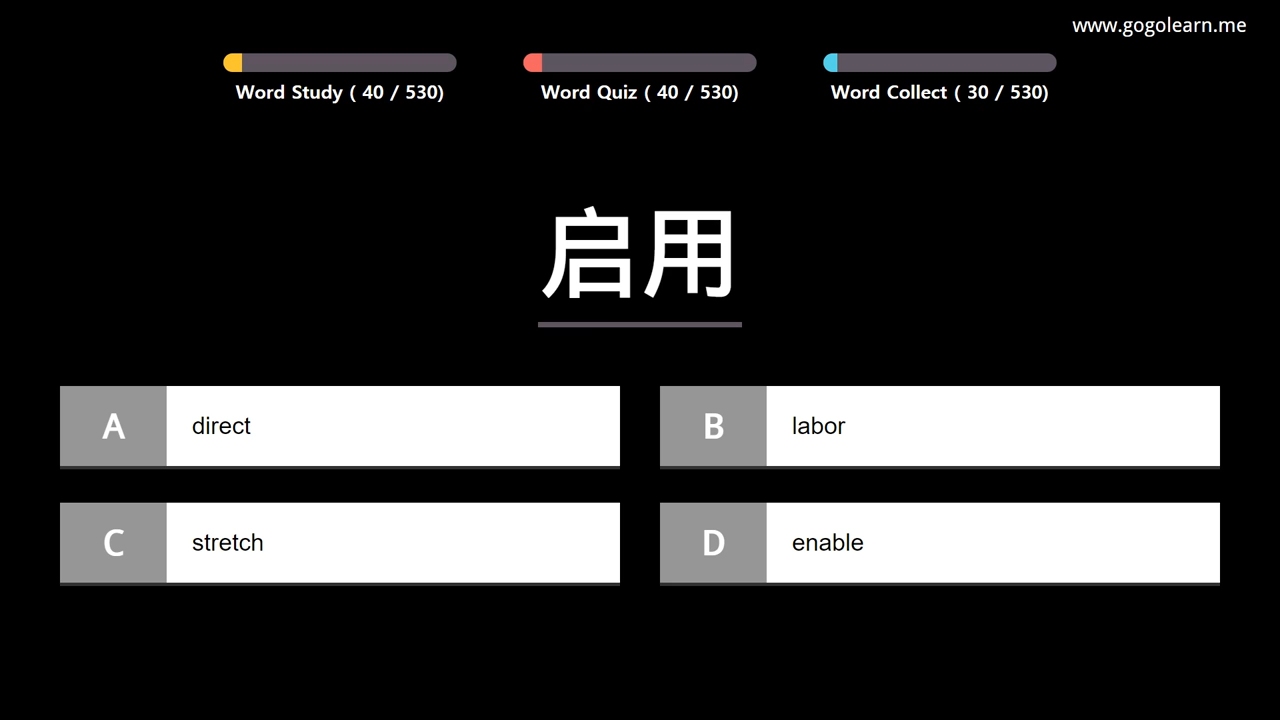 www.gogolearn.me
Word Study ( 40 / 530)
Word Quiz ( 40 / 530)
Word Collect ( 30 / 530)
启用
A direct
B labor
C stretch
D enable